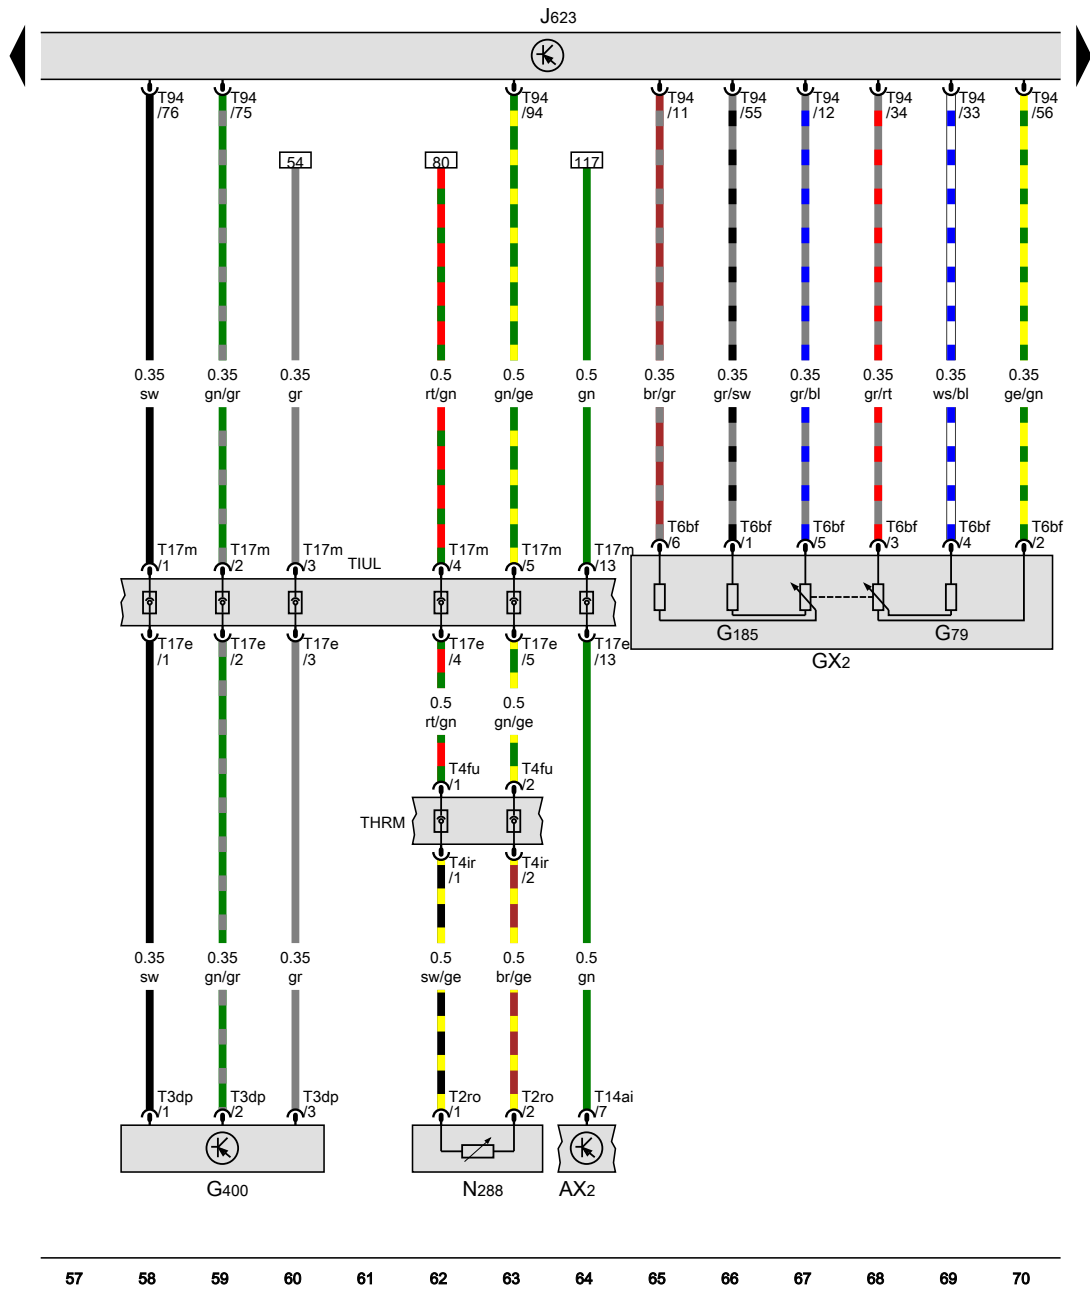 J623
T94 T94 T94 T94 T94 T94 T94 T94 T94
/76 /75 /94 /11 /55 /12 /34 /33 /56
54 80 117
0.35 0.35 0.35 0.5 0.5 0.5 0.35 0.35 0.35 0.35 0.35 0.35
sw gn/gr gr rt/gn gn/ge gn br/gr gr/sw gr/bl gr/rt ws/bl ge/gn
T6bf T6bf T6bf T6bf T6bf T6bf
/6 /1 /5 /3 /4 /2
T17m T17m T17m T17m T17m T17m
/1 /2 /3 TIUL /4 /5 /13
G185 G79
T17e T17e T17e T17e T17e T17e
/1 /2 /3 /4 /5 /13
GX2
0.5 0.5
rt/gn gn/ge
T4fu T4fu
/1 /2
THRM
T4ir T4ir
/1 /2
0.35 0.35 0.35 0.5 0.5 0.5
sw gn/gr gr sw/ge br/ge gn
T3dp T3dp T3dp T2ro T2ro T14ai
/1 /2 /3 /1 /2 /7
G400 N288 AX2
57 58 59 60 61 62 63 64 65 66 67 68 69 70